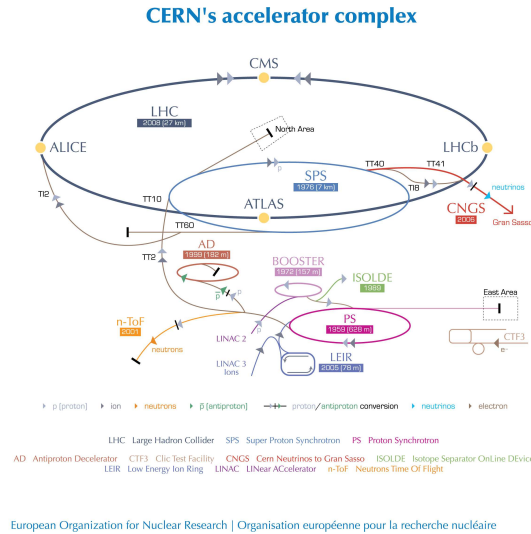 CERN's accelerator complex
CMS
LHC
2008 (27 km)
North Area
ALICE
LHCb
TT40
TT41
SPS
1976 (7 km)
TI2
TT10
TI8
neutrinos
ATLAS
CNGS
2006
Gran Sasso
TT60
AD
1999 (182 m)
TT2
BOOSTER
1972 (157 m)
ISOLDE
1989
East Area
p
p
PS
1959 (628 m)
n-ToF
2001
LINAC 2
p
CTF3
e-
neutrons
LINAC 3
Ions
LEIR
2005 (78 m)
p [proton]
ion
neutrons
p̄ [antiproton]
proton/antiproton conversion
neutrinos
electron
LHC Large Hadron Collider SPS Super Proton Synchrotron PS Proton Synchrotron
AD Antiproton Decelerator CTF3 Clic Test Facility CNGS Cern Neutrinos to Gran Sasso ISOLDE Isotope Separator OnLine DEvice
LEIR Low Energy Ion Ring LINAC LINear ACcelerator n-ToF Neutrons Time Of Flight
European Organization for Nuclear Research | Organisation européenne pour la recherche nucléaire